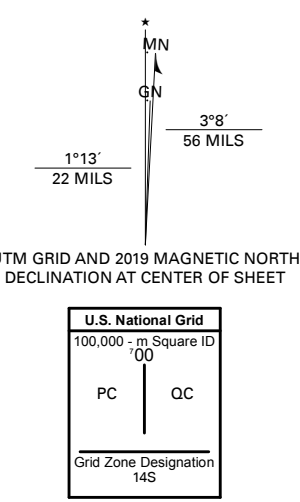 ★
MN
GN
3°8´
56 MILS
1°13´
22 MILS
UTM GRID AND 2019 MAGNETIC NORTH
DECLINATION AT CENTER OF SHEET
U.S. National Grid
100,000 - m Square ID
⁷00
PC QC
Grid Zone Designation
14S